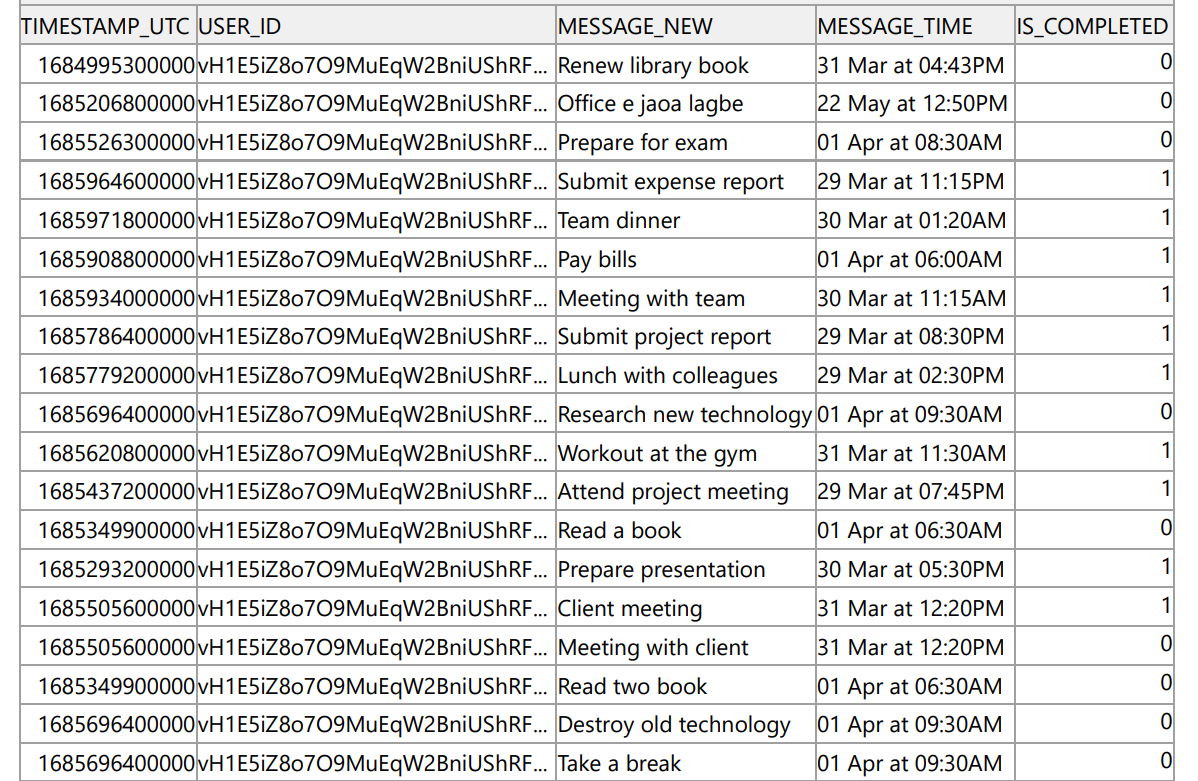 TIMESTAMP_UTC USER_ID MESSAGE_NEW MESSAGE_TIME IS_COMPLETED
1684995300000 vH1E5iZ8o7O9MuEqW2BniUShRF... Renew library book 31 Mar at 04:43PM 0
1685206800000 vH1E5iZ8o7O9MuEqW2BniUShRF... Office e jaoa lagbe 22 May at 12:50PM 0
1685526300000 vH1E5iZ8o7O9MuEqW2BniUShRF... Prepare for exam 01 Apr at 08:30AM 0
1685964600000 vH1E5iZ8o7O9MuEqW2BniUShRF... Submit expense report 29 Mar at 11:15PM 1
1685971800000 vH1E5iZ8o7O9MuEqW2BniUShRF... Team dinner 30 Mar at 01:20AM 1
1685908800000 vH1E5iZ8o7O9MuEqW2BniUShRF... Pay bills 01 Apr at 06:00AM 1
1685934000000 vH1E5iZ8o7O9MuEqW2BniUShRF... Meeting with team 30 Mar at 11:15AM 1
1685786400000 vH1E5iZ8o7O9MuEqW2BniUShRF... Submit project report 29 Mar at 08:30PM 1
1685779200000 vH1E5iZ8o7O9MuEqW2BniUShRF... Lunch with colleagues 29 Mar at 02:30PM 1
1685696400000 vH1E5iZ8o7O9MuEqW2BniUShRF... Research new technology 01 Apr at 09:30AM 0
1685620800000 vH1E5iZ8o7O9MuEqW2BniUShRF... Workout at the gym 31 Mar at 11:30AM 1
1685437200000 vH1E5iZ8o7O9MuEqW2BniUShRF... Attend project meeting 29 Mar at 07:45PM 1
1685349900000 vH1E5iZ8o7O9MuEqW2BniUShRF... Read a book 01 Apr at 06:30AM 0
1685293200000 vH1E5iZ8o7O9MuEqW2BniUShRF... Prepare presentation 30 Mar at 05:30PM 1
1685505600000 vH1E5iZ8o7O9MuEqW2BniUShRF... Client meeting 31 Mar at 12:20PM 1
1685505600000 vH1E5iZ8o7O9MuEqW2BniUShRF... Meeting with client 31 Mar at 12:20PM 0
1685349900000 vH1E5iZ8o7O9MuEqW2BniUShRF... Read two book 01 Apr at 06:30AM 0
1685696400000 vH1E5iZ8o7O9MuEqW2BniUShRF... Destroy old technology 01 Apr at 09:30AM 0
1685696400000 vH1E5iZ8o7O9MuEqW2BniUShRF... Take a break 01 Apr at 09:30AM 0